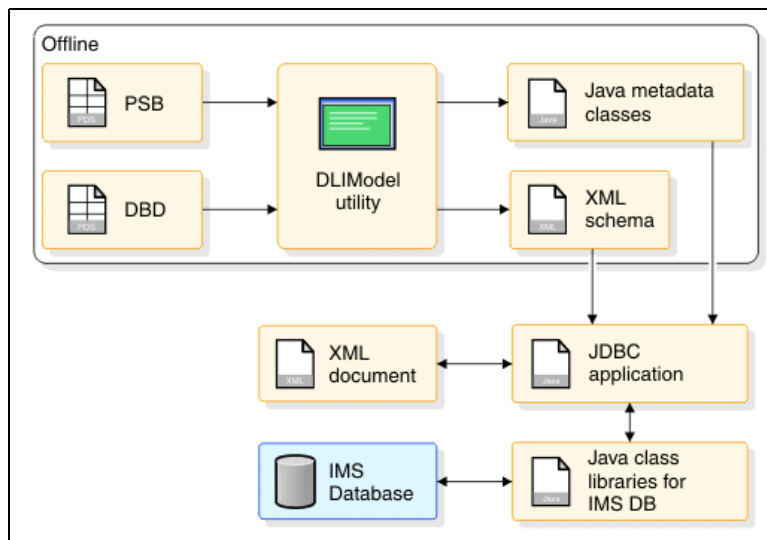 Offline
PDS
PSB
PDS
DBD
DLIModel
utility
Java
Java metadata
classes
XML
XML
schema
XML
XML
document
Java
JDBC
application
IMS
Database
Java
Java class
libraries for
IMS DB